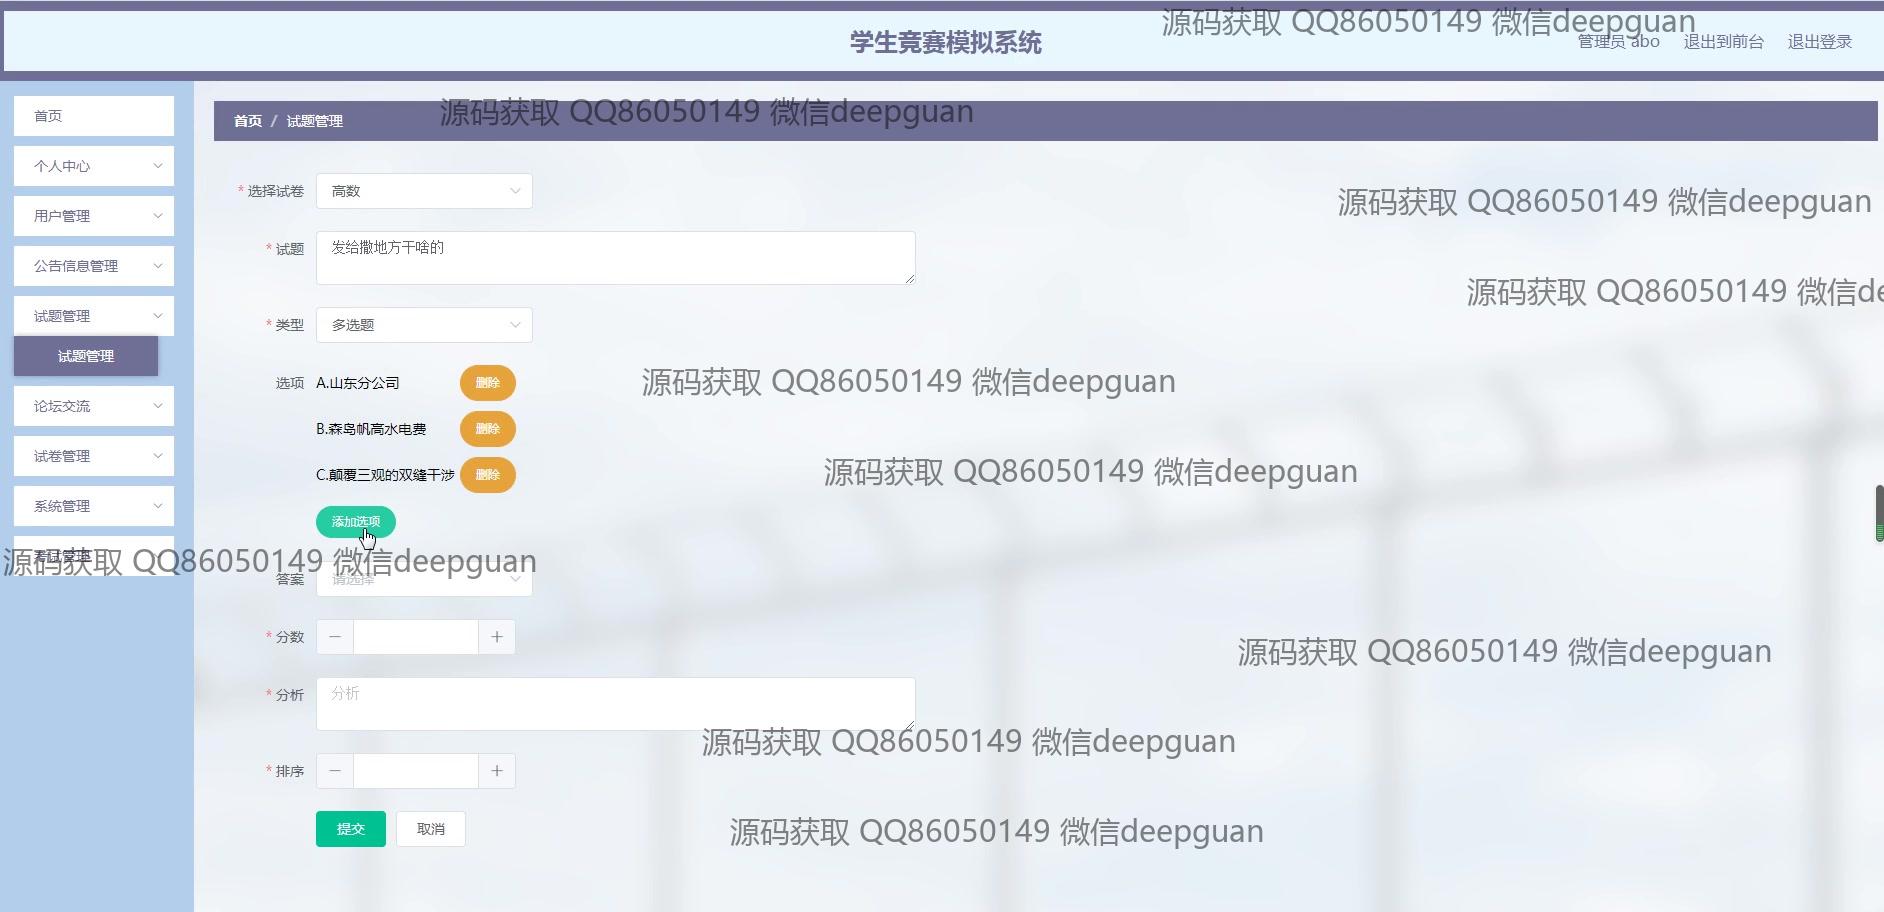 学生竞赛模拟系统
源码获取 QQ86050149 微信deepguan
管理员 abo 退出到前台 退出登录
首页
个人中心
用户管理
公告信息管理
试题管理
试题管理
论坛交流
试卷管理
系统管理
考试管理
源码获取 QQ86050149 微信deepguan
首页 / 试题管理
源码获取 QQ86050149 微信deepguan
* 选择试卷 高数
源码获取 QQ86050149 微信deepguan
* 试题 发给撒地方干啥的
源码获取 QQ86050149 微信de
* 类型 多选题
选项 A.山东分公司 删除
源码获取 QQ86050149 微信deepguan
B.森岛帆高水电费 删除
C.颠覆三观的双缝干涉 删除
源码获取 QQ86050149 微信deepguan
添加选项
答案 请选择
* 分数 − +
源码获取 QQ86050149 微信deepguan
* 分析 分析
源码获取 QQ86050149 微信deepguan
* 排序 − +
提交 取消
源码获取 QQ86050149 微信deepguan